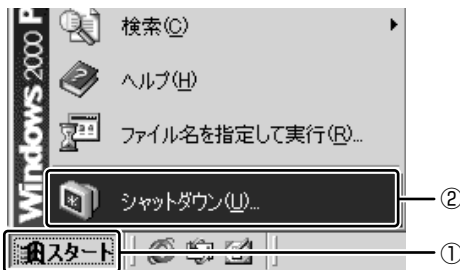 Windows 2000 P
検索(C)
ヘルプ(H)
ファイル名を指定して実行(R)...
シャットダウン(U)...
②
スタート
①